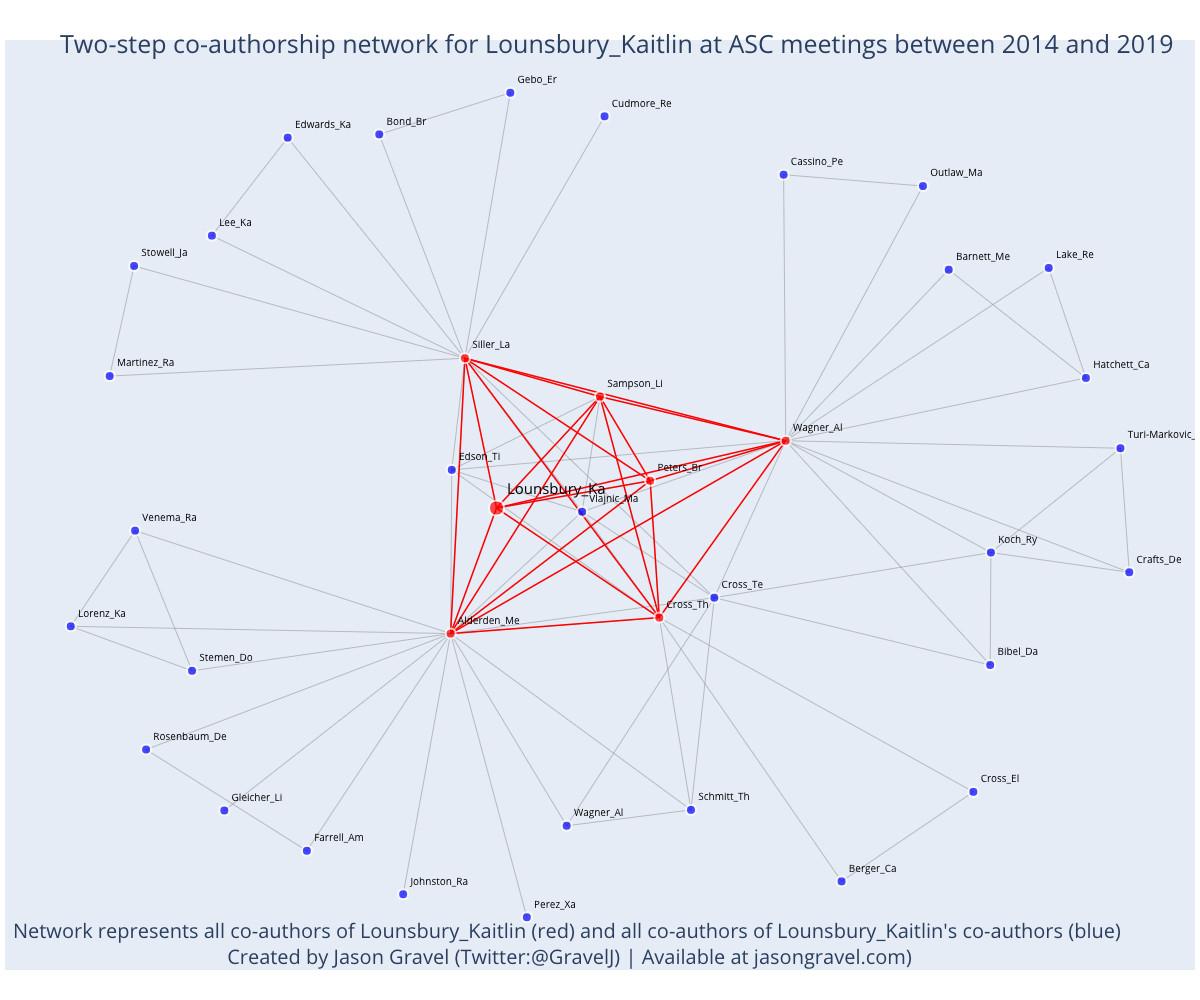 Two-step co-authorship network for Lounsbury_Kaitlin at ASC meetings between 2014 and 2019
Gebo_Er
Cudmore_Re
Bond_Br
Edwards_Ka
Cassino_Pe
Outlaw_Ma
Lee_Ka
Stowell_Ja
Barnett_Me
Lake_Re
Siller_La
Martinez_Ra
Hatchett_Ca
Sampson_Li
Wagner_Al
Turi-Markovic_
Edson_Ti
Peters_Br
Lounsbury_Ka
Vlajnic_Ma
Venema_Ra
Koch_Ry
Crafts_De
Cross_Te
Cross_Th
Lorenz_Ka
Alderden_Me
Stemen_Do
Bibel_Da
Rosenbaum_De
Cross_El
Gleicher_Li
Schmitt_Th
Wagner_Al
Farrell_Am
Berger_Ca
Johnston_Ra
Perez_Xa
Network represents all co-authors of Lounsbury_Kaitlin (red) and all co-authors of Lounsbury_Kaitlin's co-authors (blue)
Created by Jason Gravel (Twitter:@GravelJ) | Available at jasongravel.com)